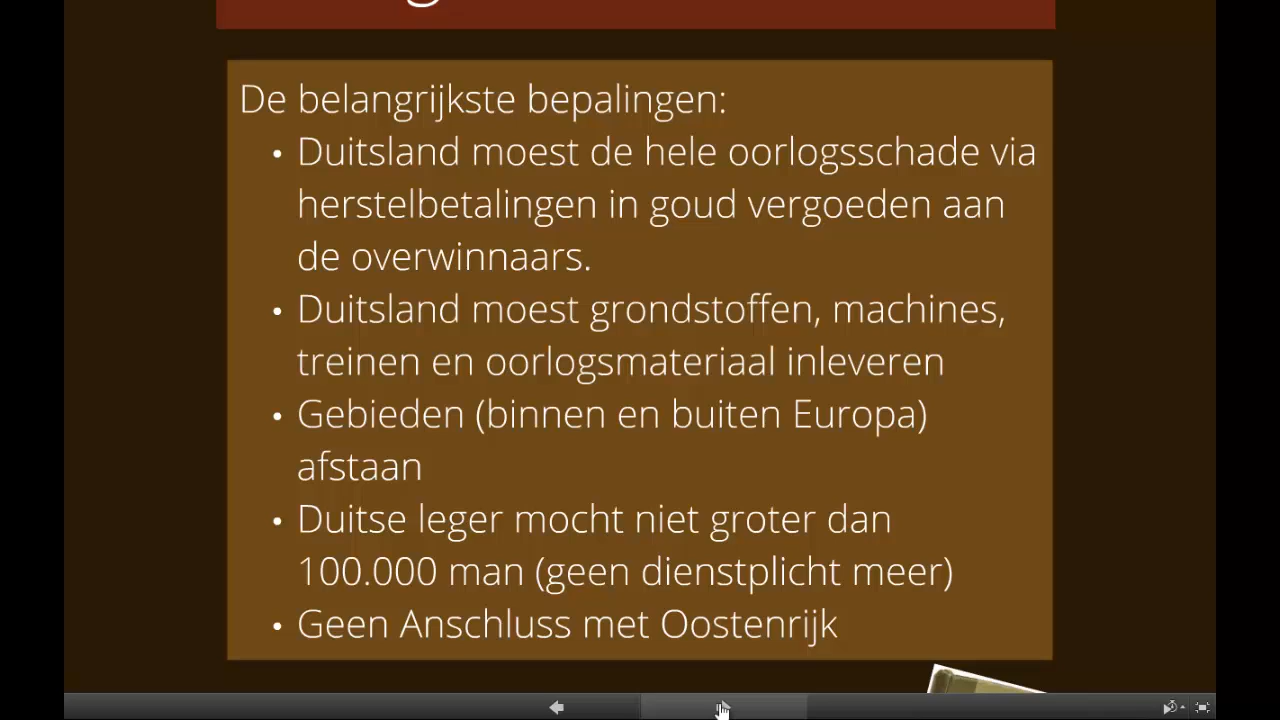 De belangrijkste bepalingen:
• Duitsland moest de hele oorlogsschade via
herstelbetalingen in goud vergoeden aan
de overwinnaars.
• Duitsland moest grondstoffen, machines,
treinen en oorlogsmateriaal inleveren
• Gebieden (binnen en buiten Europa)
afstaan
• Duitse leger mocht niet groter dan
100.000 man (geen dienstplicht meer)
• Geen Anschluss met Oostenrijk